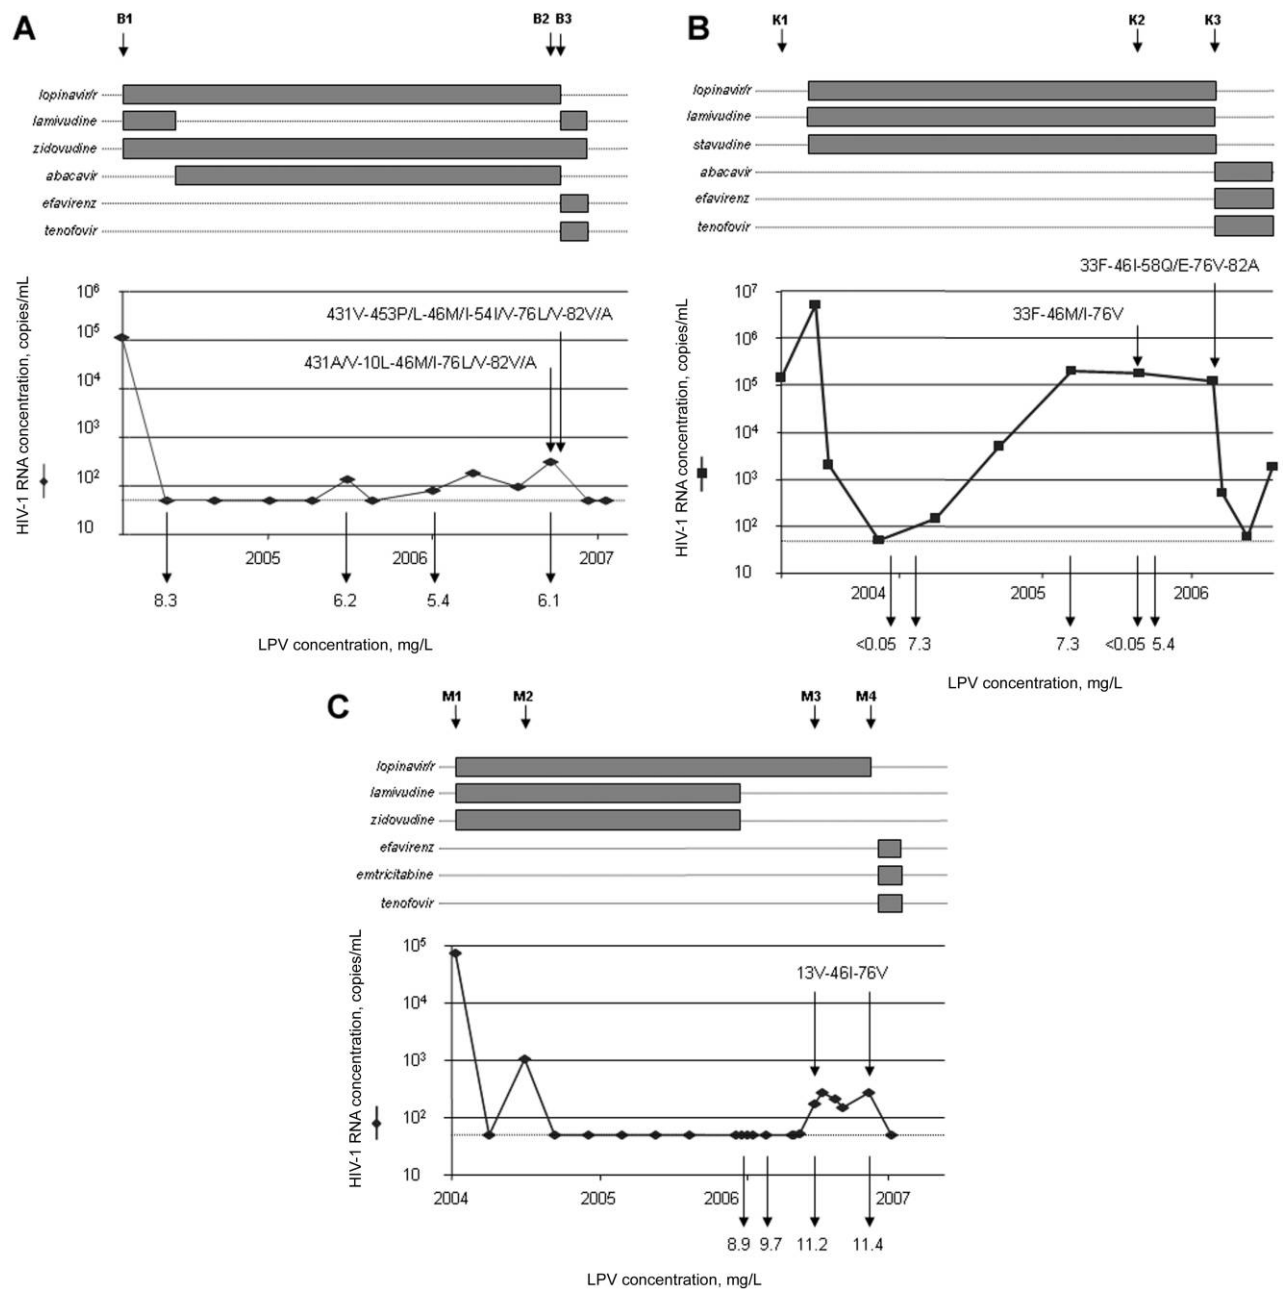 A
B1
B2 B3
lopinavir/r
lamivudine
zidovudine
abacavir
efavirenz
tenofovir
431V-453P/L-46M/I-54I/V-76L/V-82V/A
431A/V-10L-46M/I-76L/V-82V/A
HIV-1 RNA concentration, copies/mL
10⁶
10⁵
10⁴
10³
10²
10
2005
2006
2007
8.3
6.2
5.4
6.1
LPV concentration, mg/L
B
K1
K2
K3
lopinavir/r
lamivudine
stavudine
abacavir
efavirenz
tenofovir
33F-46I-58Q/E-76V-82A
33F-46M/I-76V
HIV-1 RNA concentration, copies/mL
10⁷
10⁶
10⁵
10⁴
10³
10²
10
2004
2005
2006
<0.05
7.3
7.3
<0.05
5.4
LPV concentration, mg/L
C
M1
M2
M3
M4
lopinavir/r
lamivudine
zidovudine
efavirenz
emtricitabine
tenofovir
13V-46I-76V
HIV-1 RNA concentration, copies/mL
10⁵
10⁴
10³
10²
10
2004
2005
2006
2007
8.9
9.7
11.2
11.4
LPV concentration, mg/L